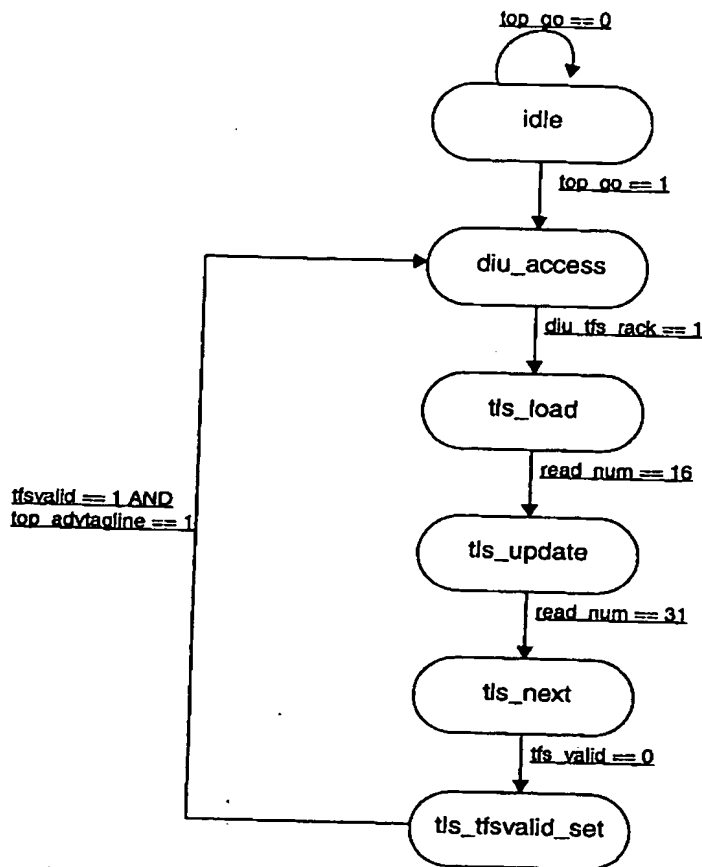 top_go == 0
idle
top_go == 1
diu_access
diu_tfs_rack == 1
tls_load
read_num == 16
tfsvalid == 1 AND
top_advtagline == 1
tls_update
read_num == 31
tls_next
tfs_valid == 0
tls_tfsvalid_set